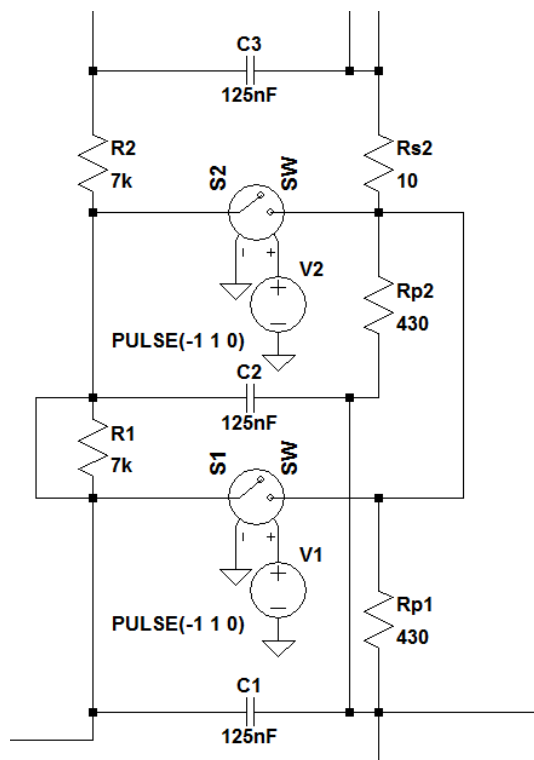 C3
125nF
R2
7k
S2
SW
Rs2
10
V2
PULSE(-1 1 0)
Rp2
430
C2
125nF
R1
7k
S1
SW
V1
PULSE(-1 1 0)
Rp1
430
C1
125nF